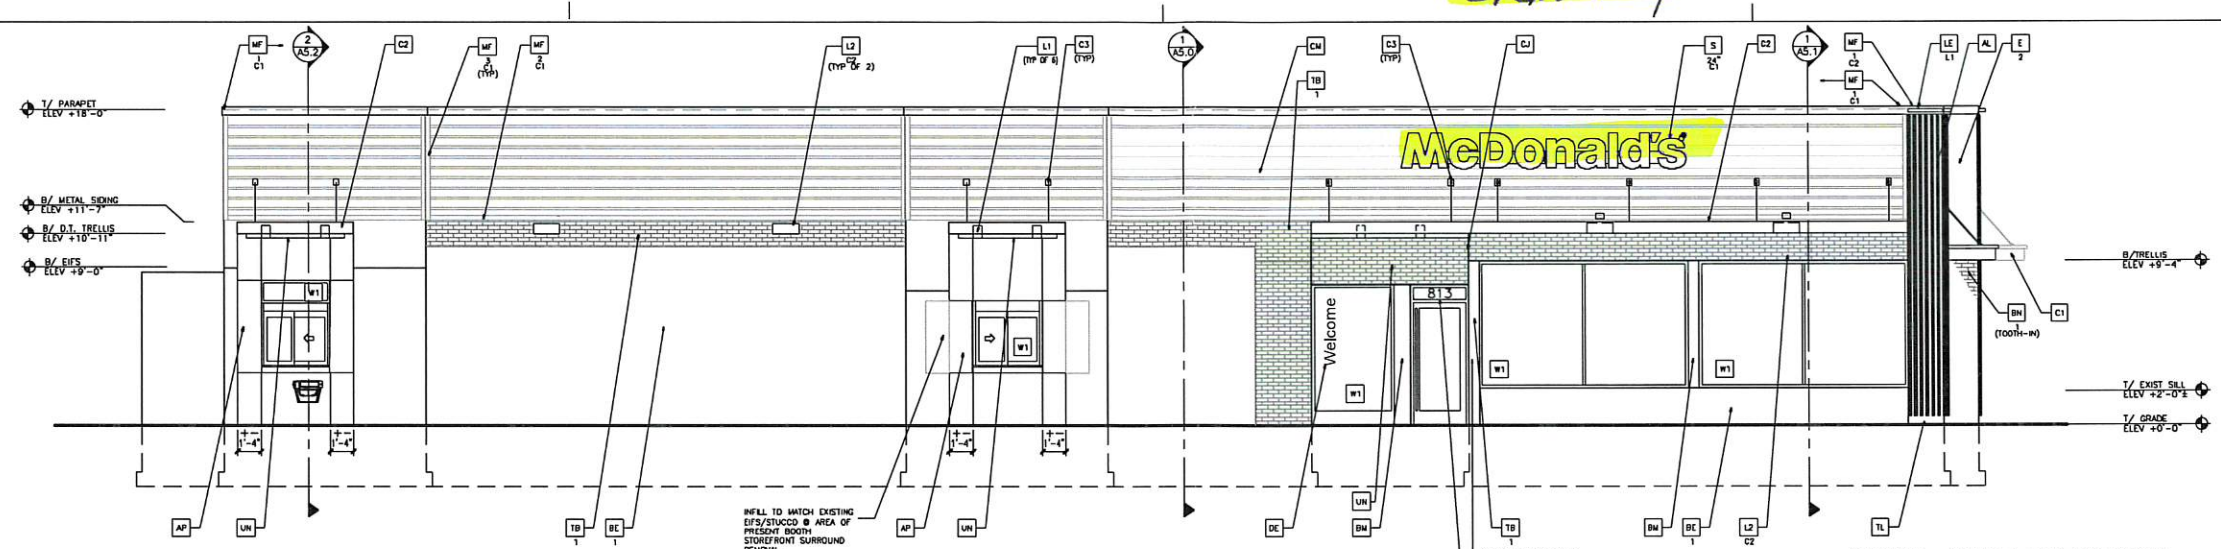 MF
1
C1
2
A5.2
C2
MF
3
C1
(TYP)
MF
2
C1
L2
C2
(TYP OF 2)
L1
(TYP OF 6)
C3
(TYP)
1
A5.0
CM
TB
1
C3
(TYP)
CJ
S
24"
C1
C2
1
A5.1
MF
1
C2
MF
1
C1
LE
L1
AL
E
2
T/ PARAPET
ELEV +18'-0"
McDonald's
B/ METAL SIDING
ELEV +11'-7"
B/ D.T. TRELLIS
ELEV +10'-11"
B/ EIFS
ELEV +9'-0"
B/TRELLIS
ELEV +9'-4"
W1
W1
Welcome
813
W1
W1
W1
BN
1
(TOOTH-IN)
C1
T/ EXIST SILL
ELEV +2'-0"±
T/ GRADE
ELEV +0'-0"
+-
1'-4"
+-
1'-4"
+-
1'-4"
+-
1'-4"
AP
UN
TB
1
BE
1
INFILL TO MATCH EXISTING
EIFS/STUCCO @ AREA OF
PRESENT BOOTH
STOREFRONT SURROUND
AP
UN
DE
UN
BM
TB
1
BM
BE
1
L2
C2
TL